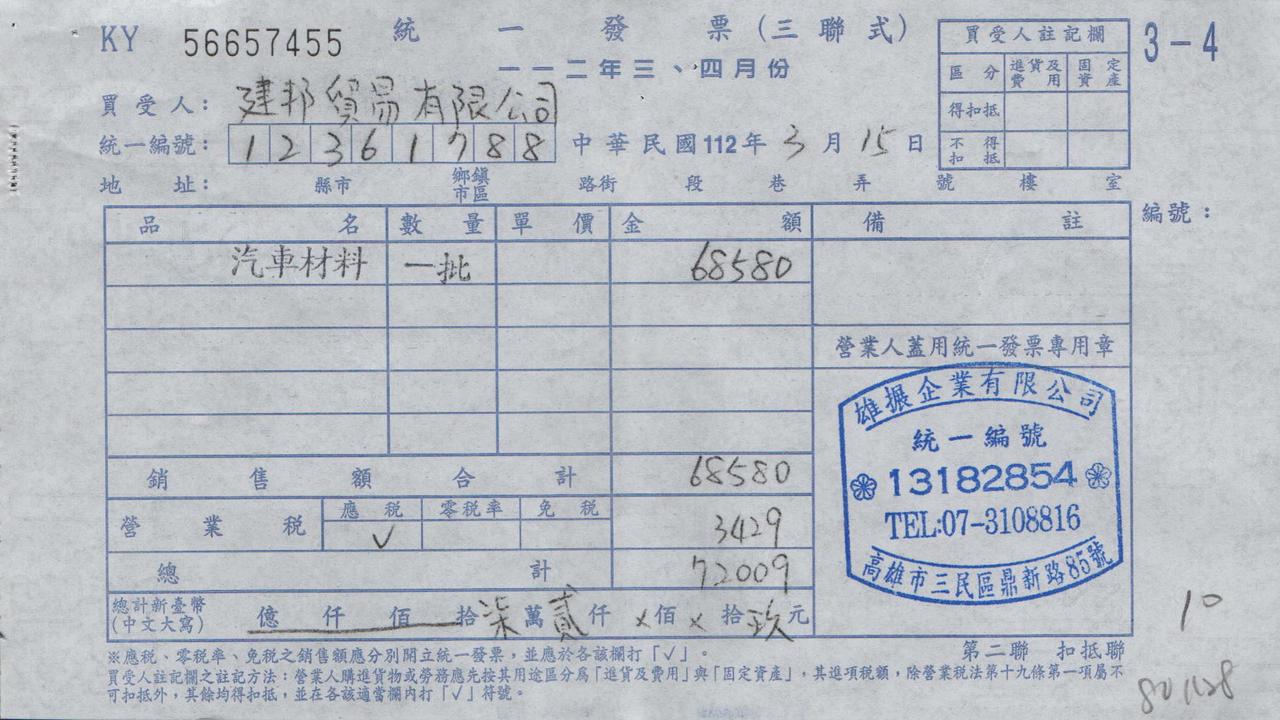 KY 56657455 統一發票(三聯式) 3-4
一一二年三、四月份
買受人註記欄
區分 進貨及費用 固定資產
得扣抵
不得扣抵
買受人: 建邦貿易有限公司
統一編號: 12361788 中華民國112年3月15日
地址: 縣市 鄉鎮市區 路街 段 巷 弄 號 樓 室
編號:
品名 數量 單價 金額 備註
汽車材料 一批 68580
營業人蓋用統一發票專用章
雄振企業有限公司
統一編號
13182854
TEL:07-3108816
高雄市三民區鼎新路85號
銷售額合計 68580
營業稅 應稅 零稅率 免稅 3429
✓
總計 72009
總計新臺幣(中文大寫) 億 仟 佰 拾柒萬貳仟×佰×拾玖元
10
第二聯 扣抵聯
※應稅、零稅率、免稅之銷售額應分別開立統一發票,並應於各該欄打「✓」。
買受人註記欄之註記方法:營業人購進貨物或勞務應先按其用途區分為「進貨及費用」與「固定資產」,其進項稅額,除營業稅法第十九條第一項屬不
可扣抵外,其餘均得扣抵,並在各該適當欄內打「✓」符號。